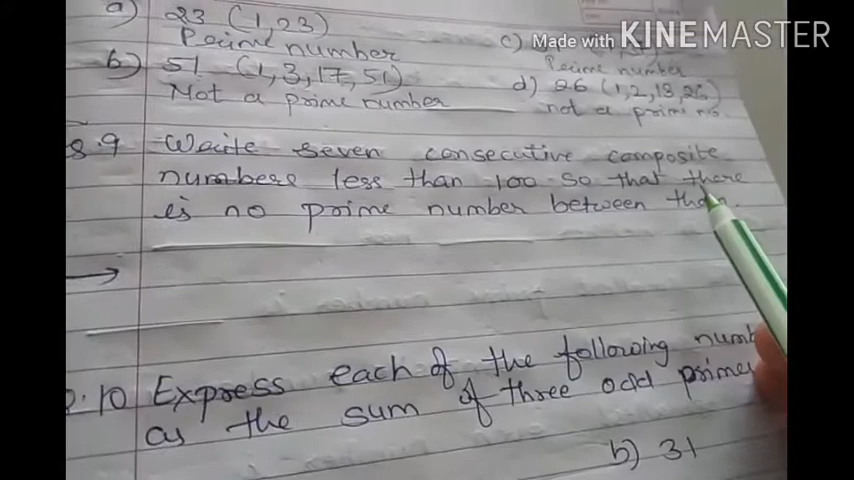 a) 23 (1,23)
Prime number
Made with KINEMASTER
b) 51 (1,3,17,51)
Not a prime number
c)
Prime number
d) 26 (1,2,13,26)
not a prime no.
8.9 Write seven consecutive composite
numbers less than 100 so that there
is no prime number between them.
→
Q.10 Express each of the following numb
as the sum of three odd primes
b) 31